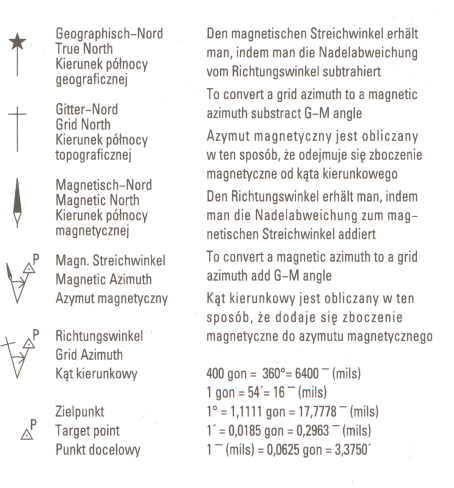 Geographisch–Nord
True North
Kierunek północy
geograficznej
Gitter–Nord
Grid North
Kierunek północy
topograficznej
Magnetisch–Nord
Magnetic North
Kierunek północy
magnetycznej
P
Magn. Streichwinkel
Magnetic Azimuth
Azymut magnetyczny
P
Richtungswinkel
Grid Azimuth
Kąt kierunkowy
P
Zielpunkt
Target point
Punkt docelowy
Den magnetischen Streichwinkel erhält
man, indem man die Nadelabweichung
vom Richtungswinkel subtrahiert
To convert a grid azimuth to a magnetic
azimuth substract G–M angle
Azymut magnetyczny jest obliczany
w ten sposób, że odejmuje się zboczenie
magnetyczne od kąta kierunkowego
Den Richtungswinkel erhält man, indem
man die Nadelabweichung zum mag–
netischen Streichwinkel addiert
To convert a magnetic azimuth to a grid
azimuth add G–M angle
Kąt kierunkowy jest obliczany w ten
sposób, że dodaje się zboczenie
magnetyczne do azymutu magnetycznego
400 gon = 360°= 6400 ¯ (mils)
1 gon = 54´= 16 ¯ (mils)
1° = 1,1111 gon = 17,7778 ¯ (mils)
1´ = 0,0185 gon = 0,2963 ¯ (mils)
1 ¯ (mils) = 0,0625 gon = 3,3750´